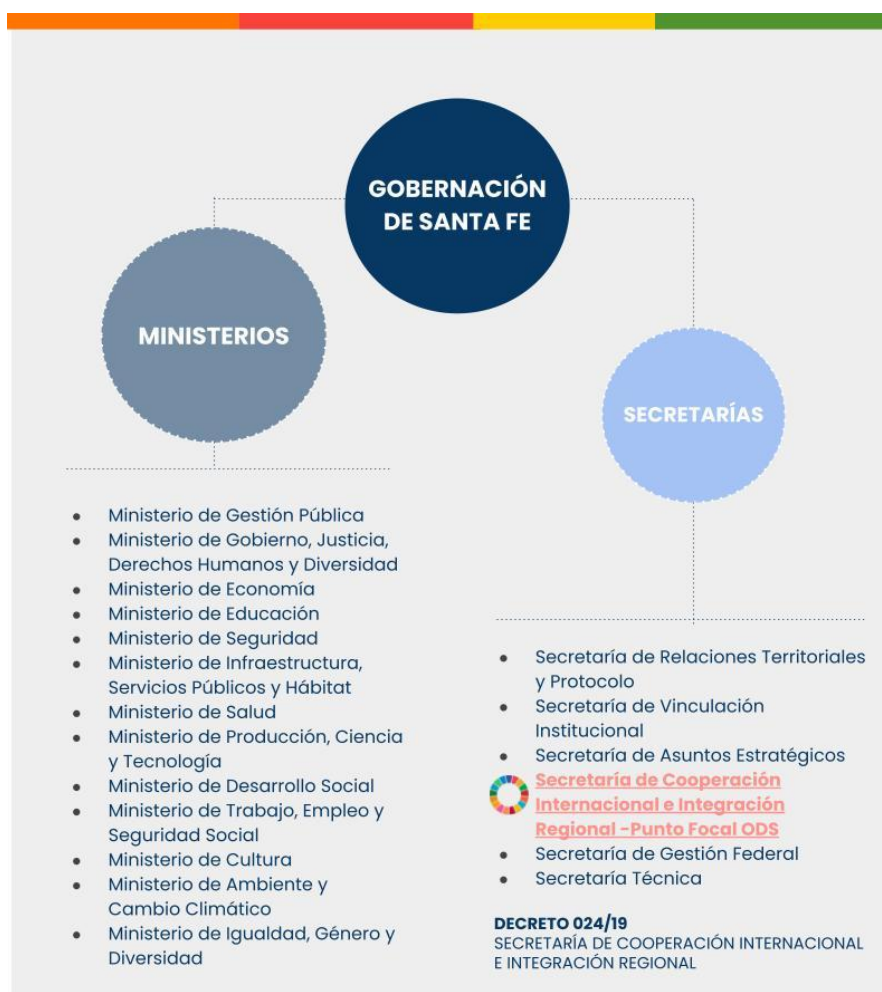 GOBERNACIÓN
DE SANTA FE
MINISTERIOS
SECRETARÍAS
Ministerio de Gestión Pública
Ministerio de Gobierno, Justicia,
Derechos Humanos y Diversidad
Ministerio de Economía
Ministerio de Educación
Ministerio de Seguridad
Ministerio de Infraestructura,
Servicios Públicos y Hábitat
Ministerio de Salud
Ministerio de Producción, Ciencia
y Tecnología
Ministerio de Desarrollo Social
Ministerio de Trabajo, Empleo y
Seguridad Social
Ministerio de Cultura
Ministerio de Ambiente y
Cambio Climático
Ministerio de Igualdad, Género y
Diversidad
Secretaría de Relaciones Territoriales
y Protocolo
Secretaría de Vinculación
Institucional
Secretaría de Asuntos Estratégicos
Secretaría de Cooperación
Internacional e Integración
Regional -Punto Focal ODS
Secretaría de Gestión Federal
Secretaría Técnica
DECRETO 024/19
SECRETARÍA DE COOPERACIÓN INTERNACIONAL
E INTEGRACIÓN REGIONAL